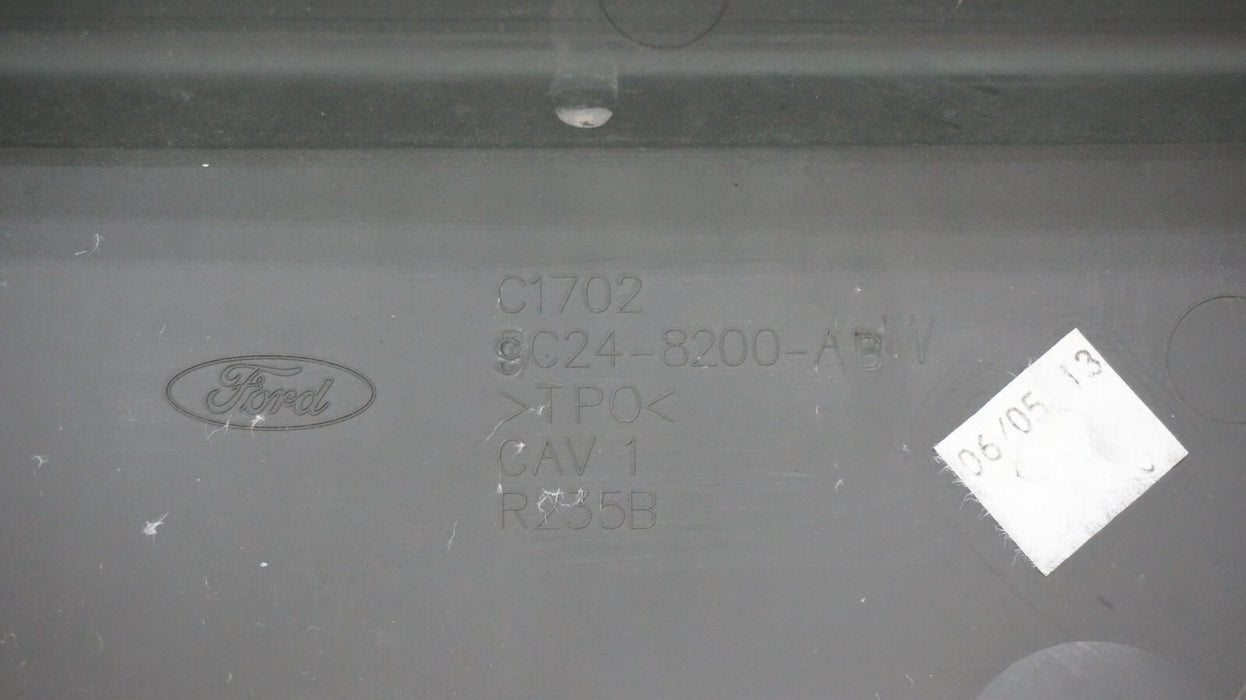 Ford
C1702
9C24-8200-AB W
>TPO<
CAV 1
R235B
06/05 13